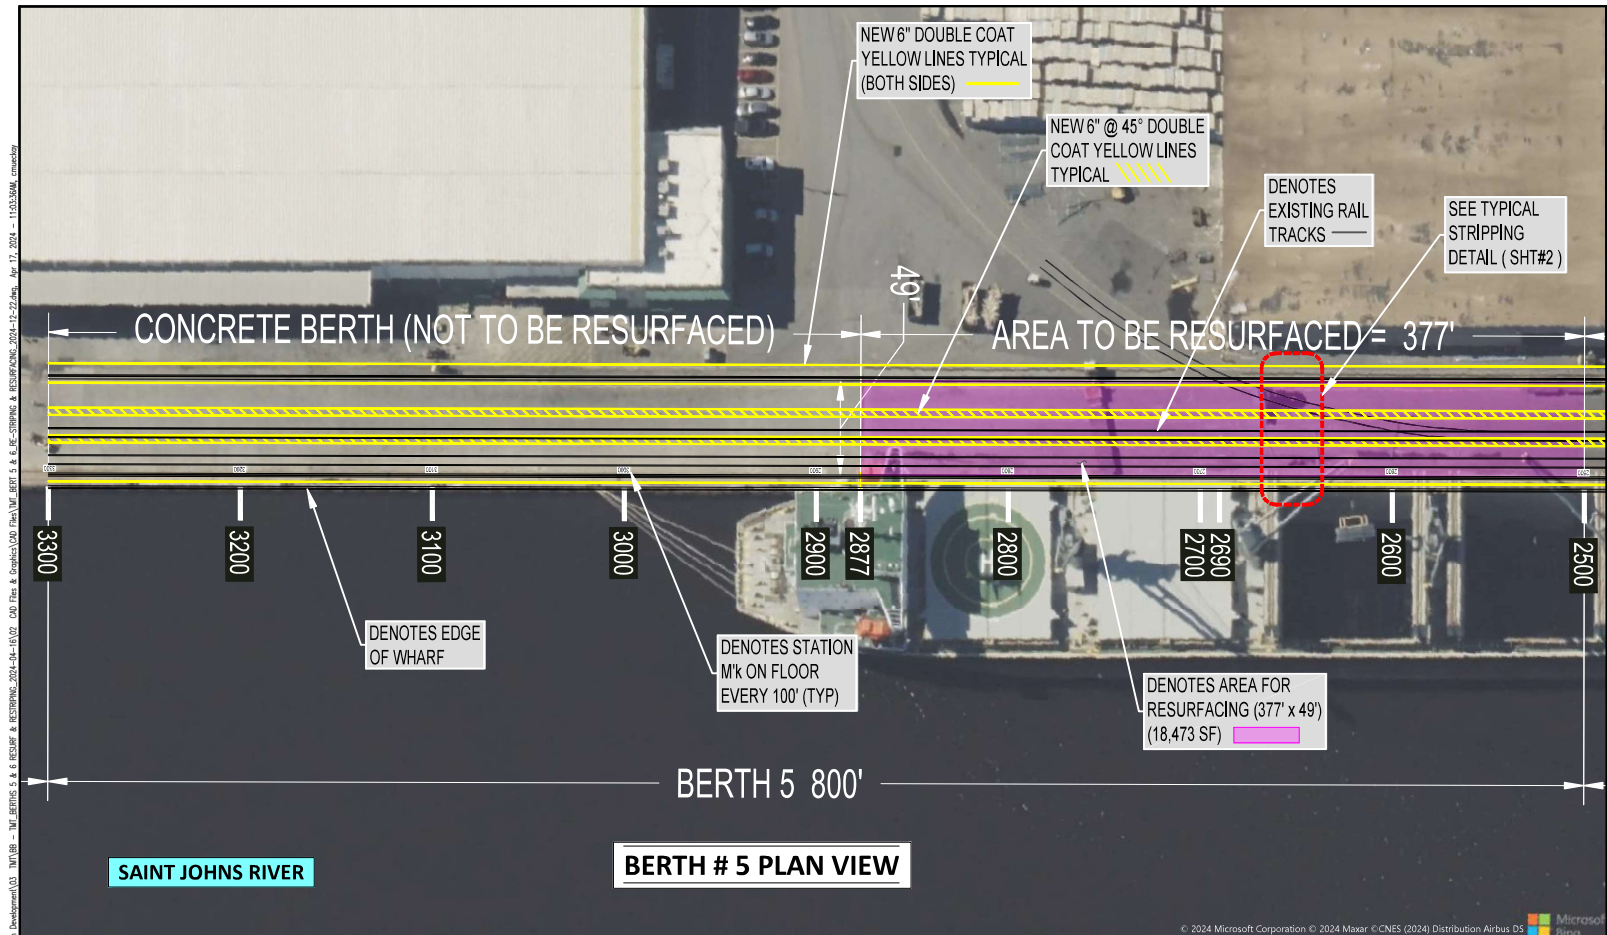 NEW 6" DOUBLE COAT
YELLOW LINES TYPICAL
(BOTH SIDES)
NEW 6" @ 45° DOUBLE
COAT YELLOW LINES
TYPICAL
DENOTES
EXISTING RAIL
TRACKS
SEE TYPICAL
STRIPPING
DETAIL ( SHT#2 )
49'
CONCRETE BERTH (NOT TO BE RESURFACED)
AREA TO BE RESURFACED = 377'
3300
3200
3100
3000
2900
2877
2800
2700
2690
2600
2500
DENOTES EDGE
OF WHARF
DENOTES STATION
M'k ON FLOOR
EVERY 100' (TYP)
DENOTES AREA FOR
RESURFACING (377' x 49')
(18,473 SF)
BERTH 5 800'
SAINT JOHNS RIVER
BERTH # 5 PLAN VIEW
© 2024 Microsoft Corporation © 2024 Maxar © CNES (2024) Distribution Airbus DS
Microsof
Bing